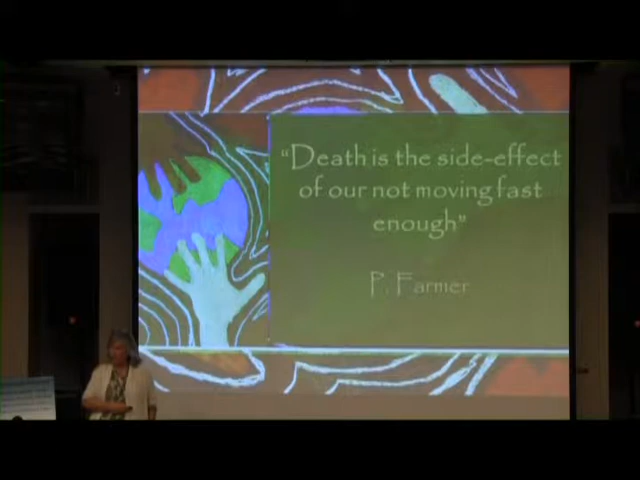 “Death is the side-effect
of our not moving fast
enough”
P. Farmer